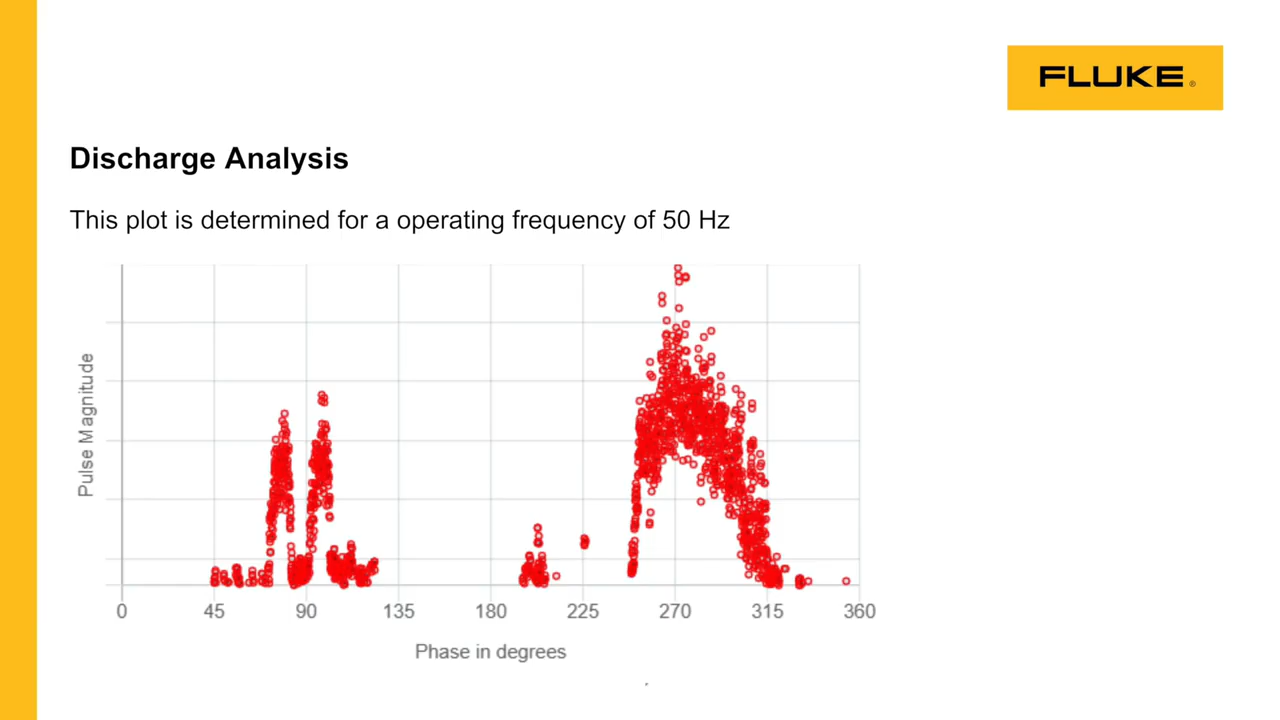 FLUKE®
Discharge Analysis
This plot is determined for a operating frequency of 50 Hz
Pulse Magnitude
0 45 90 135 180 225 270 315 360
Phase in degrees